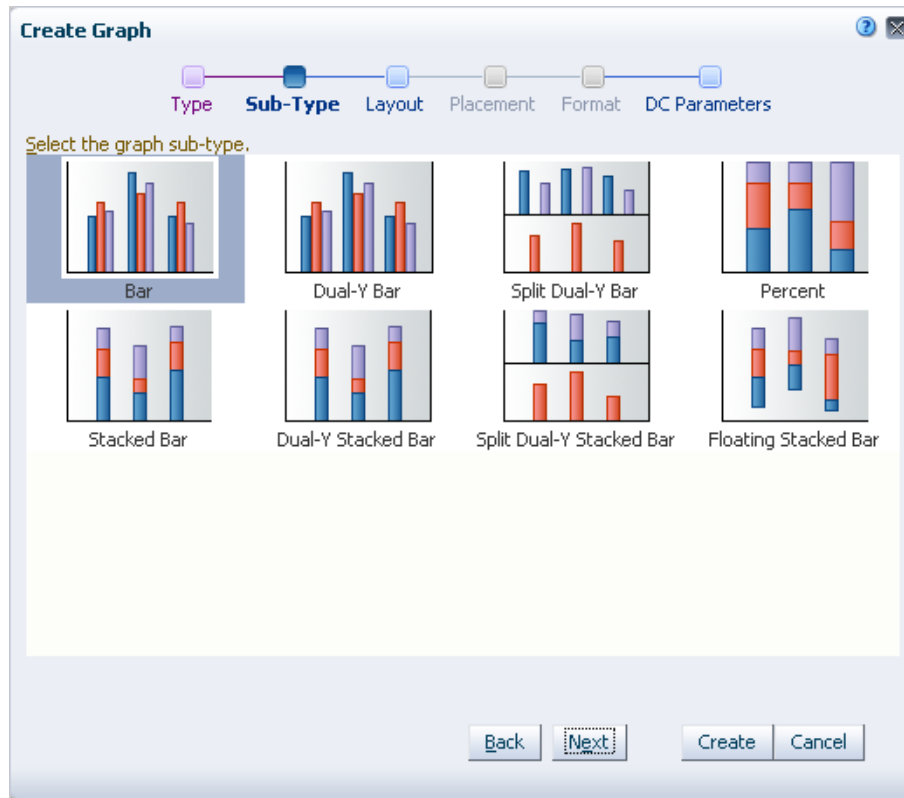 Create Graph
Type Sub-Type Layout Placement Format DC Parameters
Select the graph sub-type.
Bar Dual-Y Bar Split Dual-Y Bar Percent
Stacked Bar Dual-Y Stacked Bar Split Dual-Y Stacked Bar Floating Stacked Bar
Back Next Create Cancel